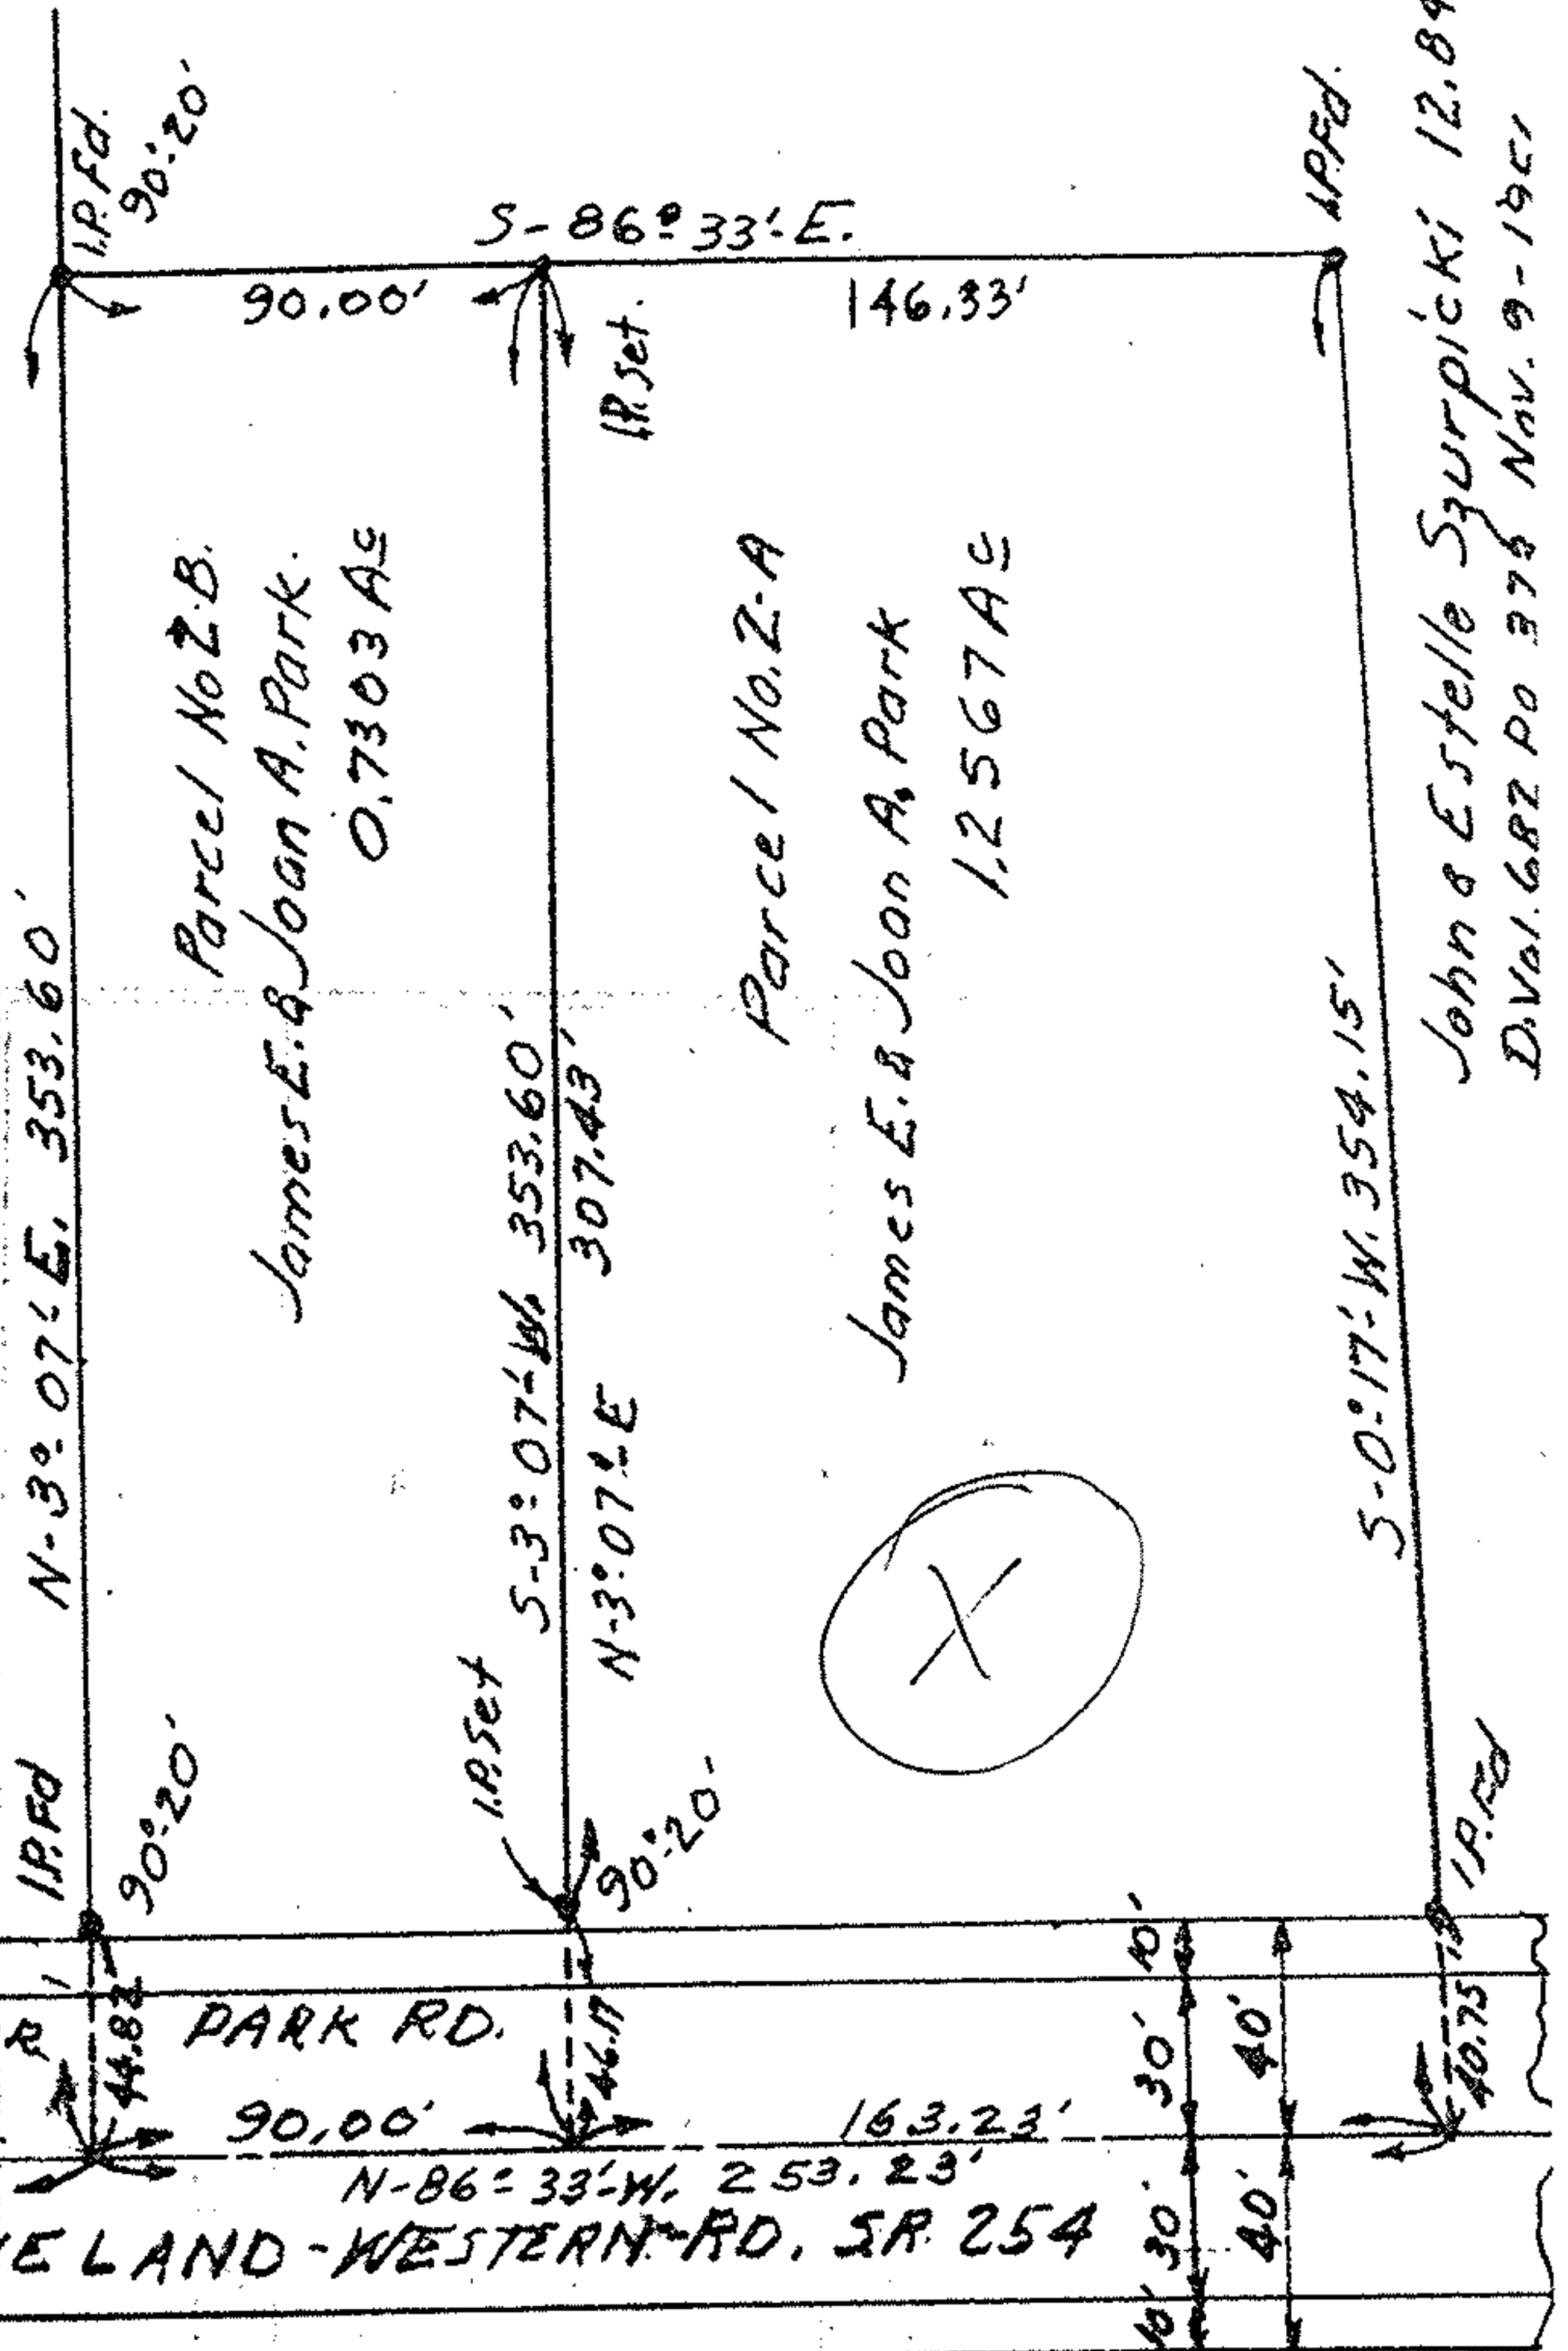 I.P.Fd.
90°-20'
S-86°-33'-E.
90.00'
146.33'
I.P.Fd.
I.P. set.
N-3°-07'-E. 353.60'
Parcel No 2-B.
James E. & Joan A. Park.
0.7303 Ac
S-3°-07'-W. 353.60'
N-3°-07'-E 307.43'
Parcel No. 2-A
James E. & Joan A. Park
1.2567 Ac
S-0°-17'-W. 354.15'
John & Estelle Szurpicki 12.84
D.Vol. 682 Nov. 9-
X
I.P.Fd
90°-20'
I.P.Set
90°-20'
I.P.Fd
R
44.82
PARK RD.
46.17
10'
30'
40'
40.75
90.00'
163.23'
N-86°-33'-W. 253.23'
ELAND-WESTERN-RD. S.R. 254
30'
40'
10'